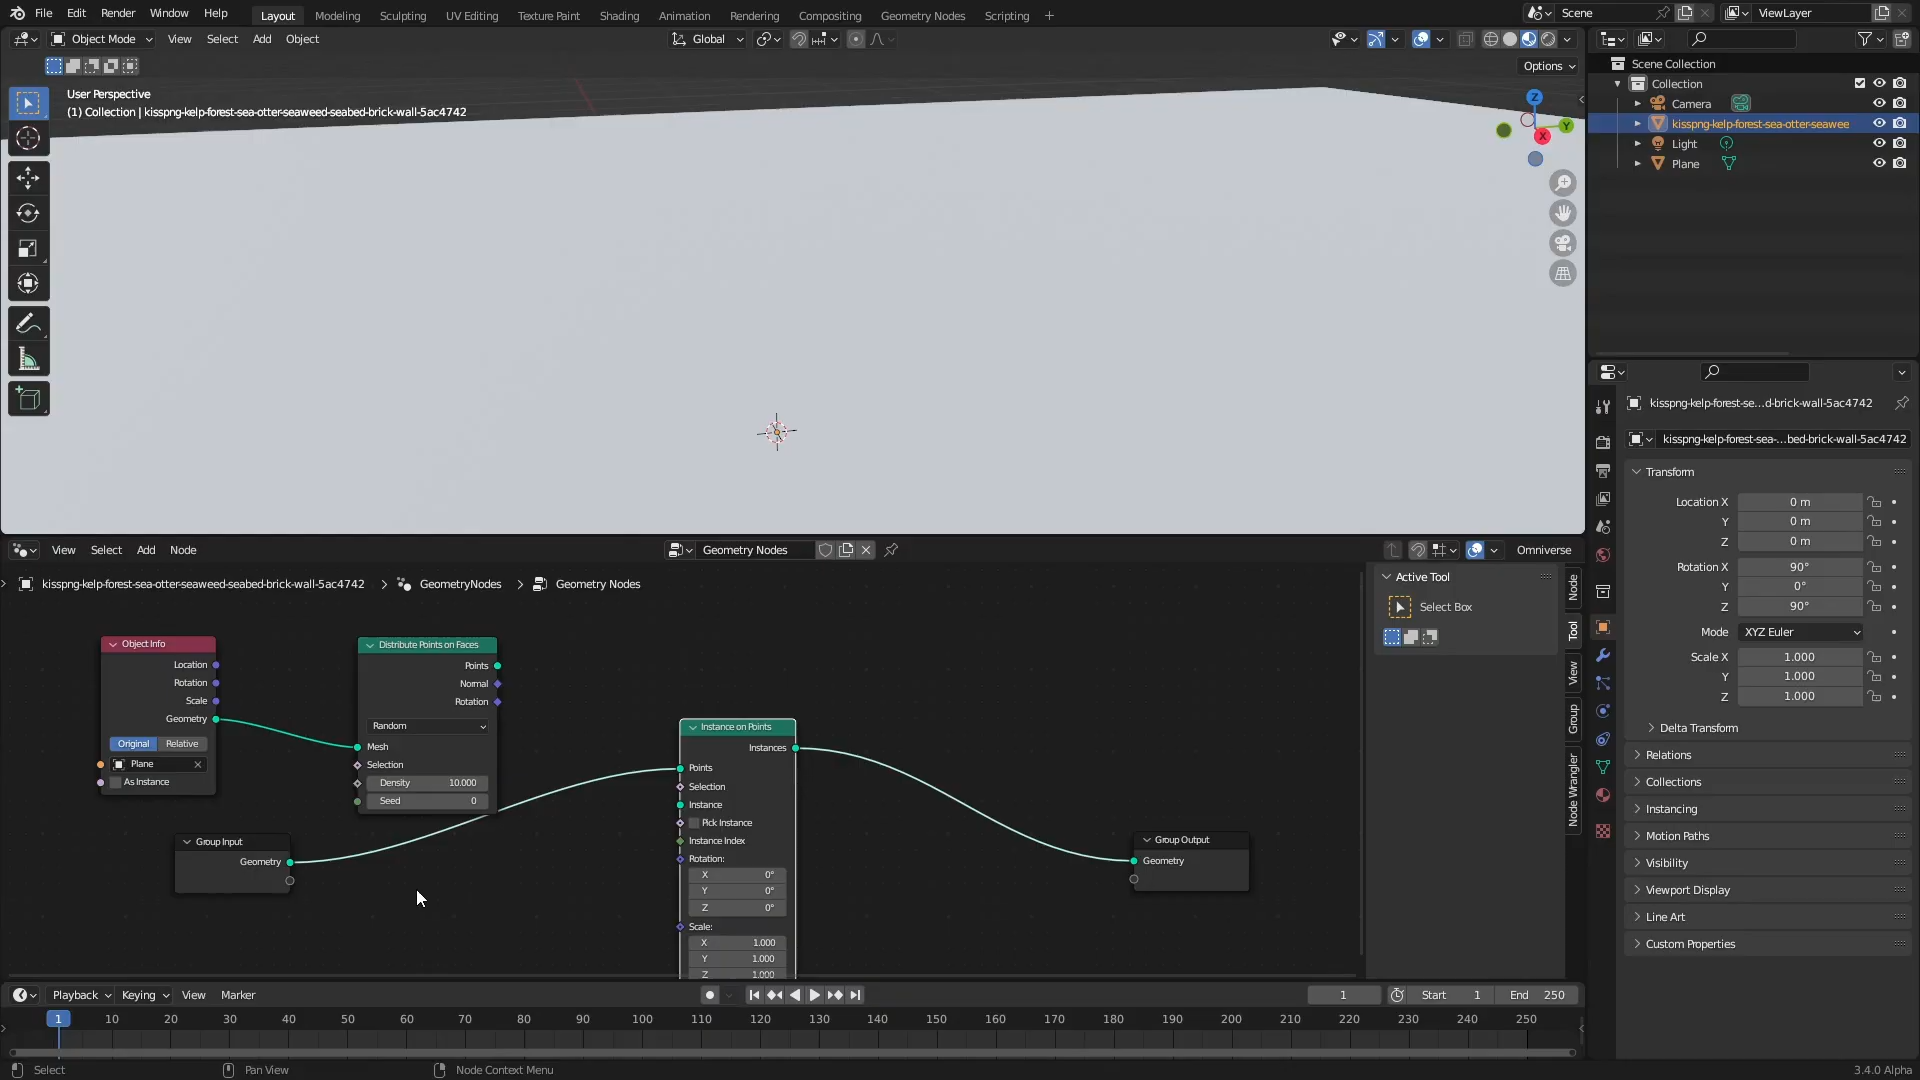 File Edit Render Window Help Layout Modeling Sculpting UV Editing Texture Paint Shading Animation Rendering Compositing Geometry Nodes Scripting + Scene ViewLayer
Object Mode View Select Add Object Global
Options
User Perspective
(1) Collection | kisspng-kelp-forest-sea-otter-seaweed-seabed-brick-wall-5ac4742
Z
Y
X
Scene Collection
Collection
Camera
kisspng-kelp-forest-sea-otter-seawee
Light
Plane
kisspng-kelp-forest-se...d-brick-wall-5ac4742
kisspng-kelp-forest-sea-...bed-brick-wall-5ac4742
Transform
Location X 0 m
Y 0 m
Z 0 m
Rotation X 90°
Y 0°
Z 90°
Mode XYZ Euler
Scale X 1.000
Y 1.000
Z 1.000
Delta Transform
Relations
Collections
Instancing
Motion Paths
Visibility
Viewport Display
Line Art
Custom Properties
View Select Add Node Geometry Nodes Omniverse
kisspng-kelp-forest-sea-otter-seaweed-seabed-brick-wall-5ac4742 > GeometryNodes > Geometry Nodes
Active Tool
Select Box
Node
Tool
View
Group
Node Wrangler
Object Info
Location
Rotation
Scale
Geometry
Original Relative
Plane
As Instance
Distribute Points on Faces
Points
Normal
Rotation
Random
Mesh
Selection
Density 10.000
Seed 0
Group Input
Geometry
Instance on Points
Instances
Points
Selection
Instance
Pick Instance
Instance Index
Rotation:
X 0°
Y 0°
Z 0°
Scale:
X 1.000
Y 1.000
Z 1.000
Group Output
Geometry
Playback Keying View Marker 1 Start 1 End 250
1 10 20 30 40 50 60 70 80 90 100 110 120 130 140 150 160 170 180 190 200 210 220 230 240 250
Select Pan View Node Context Menu 3.4.0 Alpha